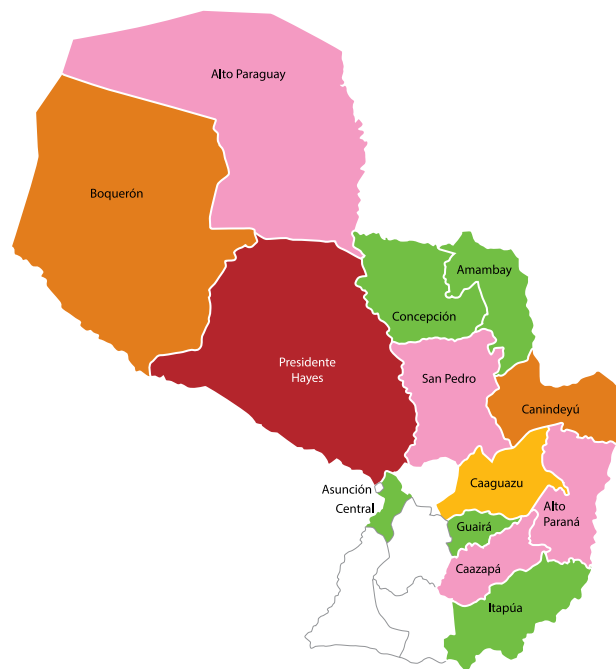 Alto Paraguay
Boquerón
Amambay
Concepción
Presidente
Hayes
San Pedro
Canindeyú
Caaguazu
Asunción
Central
Alto
Paraná
Guairá
Caazapá
Itapúa